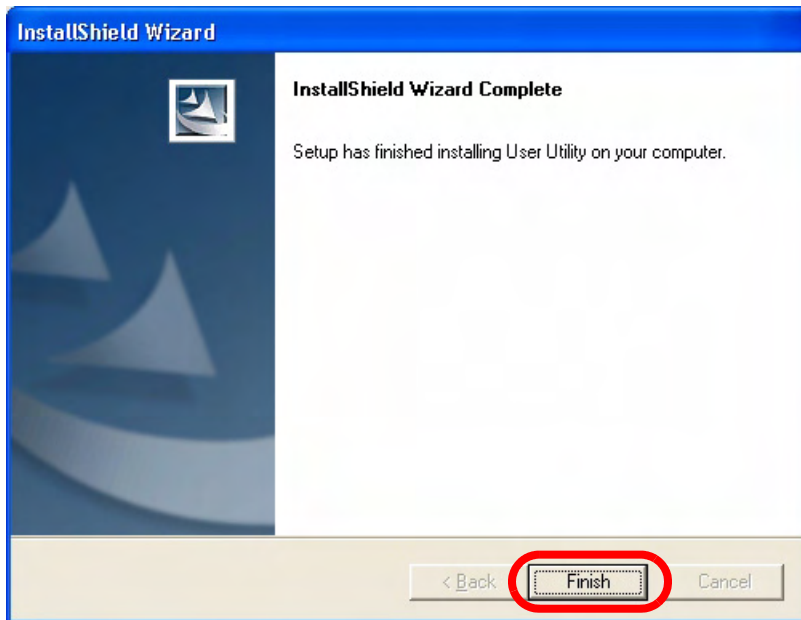 InstallShield Wizard
InstallShield Wizard Complete
Setup has finished installing User Utility on your computer.
< Back Finish Cancel